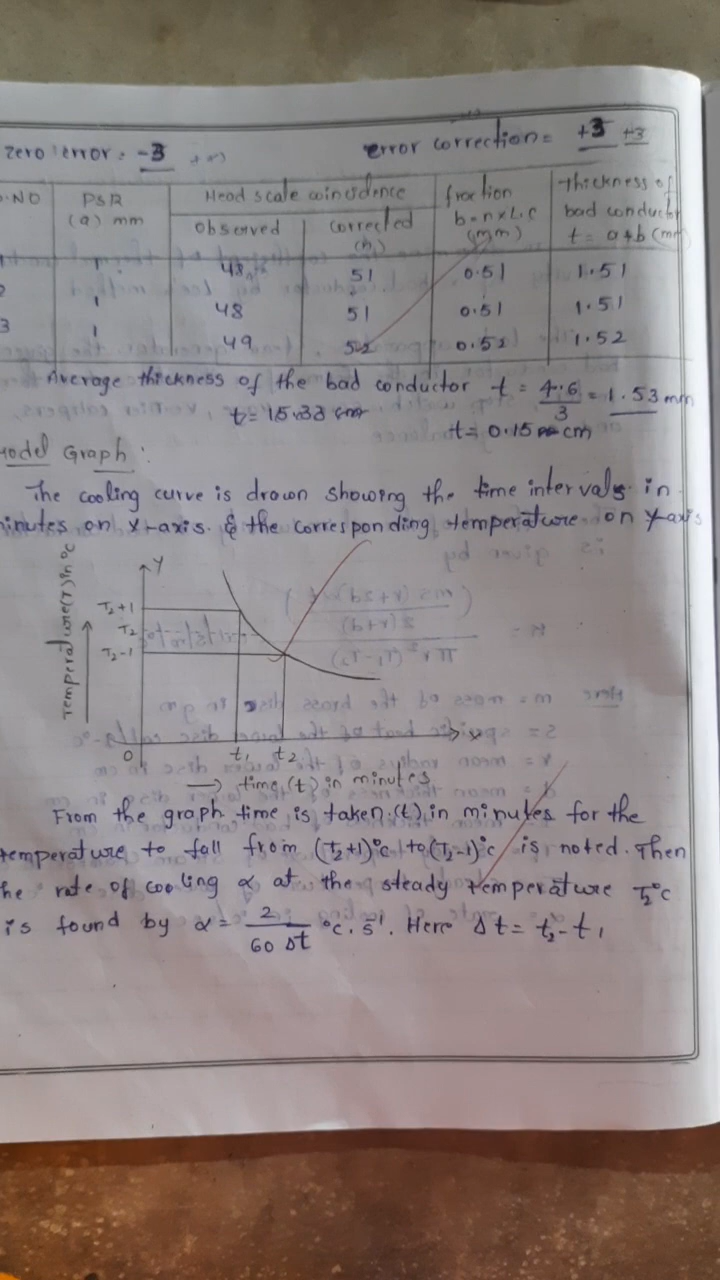 zero error = -3 error correction = +3 +3
S.NO PSR (a) mm Head scale coincidence fraction b=n×L.C (mm) thickness of bad conductor t = a+b (mm)
observed corrected (n)
1 1 48 51 0.51 1.51
2 1 48 51 0.51 1.51
3 1 49 52 0.52 1.52
Average thickness of the bad conductor t = 4.6/3 = 1.53 mm
t = 15.33 cm
t = 0.15 cm
Model Graph :
The cooling curve is drown showing the time intervals in
minutes on x-axis & the corresponding temperature on y-axis
Y
Temperature(T) in °c
T₂+1
T₂
T₂-1
0 t₁ t₂ x
→ time (t) in minutes
From the graph time is taken (t) in minutes for the
temperature to fall from (T₂+1)°c to (T₂-1)°c is noted. Then
the rate of cooling α at the steady temperature T₂°c
is found by α = 2/60 Δt °c. s⁻¹. Here Δt = t₂-t₁